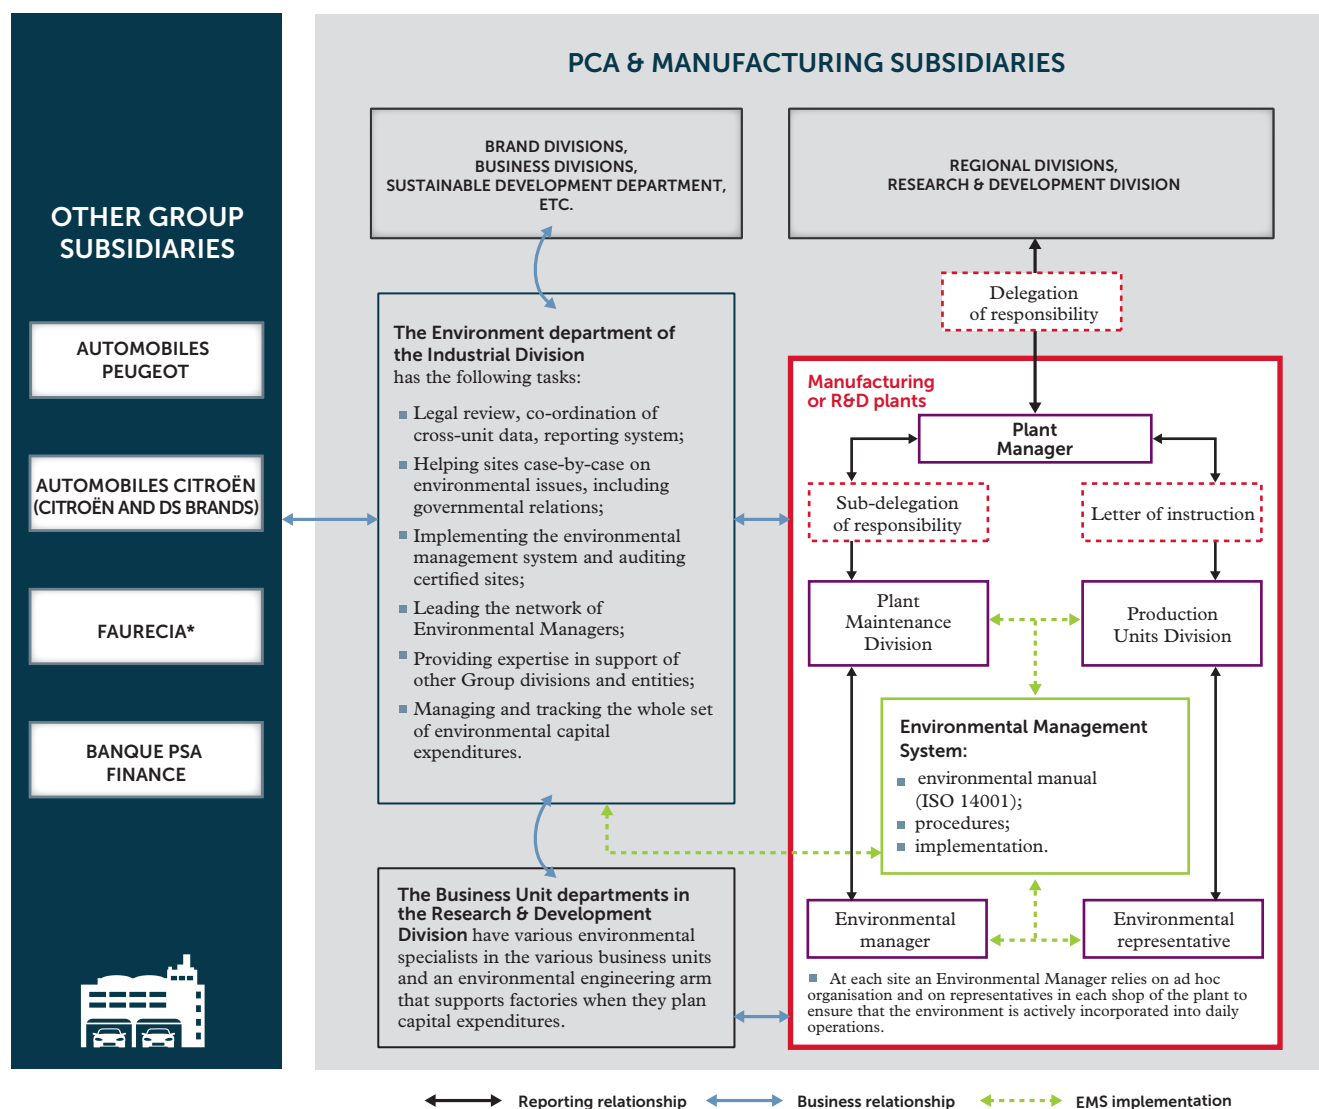 PCA & MANUFACTURING SUBSIDIARIES
OTHER GROUP
SUBSIDIARIES
AUTOMOBILES
PEUGEOT
AUTOMOBILES CITROËN
(CITROËN AND DS BRANDS)
FAURECIA*
BANQUE PSA
FINANCE
BRAND DIVISIONS,
BUSINESS DIVISIONS,
SUSTAINABLE DEVELOPMENT DEPARTMENT,
ETC.
The Environment department of
the Industrial Division
has the following tasks:
Legal review, co-ordination of
cross-unit data, reporting system;
Helping sites case-by-case on
environmental issues, including
governmental relations;
Implementing the environmental
management system and auditing
certified sites;
Leading the network of
Environmental Managers;
Providing expertise in support of
other Group divisions and entities;
Managing and tracking the whole set
of environmental capital
expenditures.
The Business Unit departments in
the Research & Development
Division have various environmental
specialists in the various business units
and an environmental engineering arm
that supports factories when they plan
capital expenditures.
REGIONAL DIVISIONS,
RESEARCH & DEVELOPMENT DIVISION
Delegation
of responsibility
Manufacturing
or R&D plants
Plant
Manager
Sub-delegation
of responsibility
Letter of instruction
Plant
Maintenance
Division
Production
Units Division
Environmental Management
System:
environmental manual
(ISO 14001);
procedures;
implementation.
Environmental
manager
Environmental
representative
At each site an Environmental Manager relies on ad hoc
organisation and on representatives in each shop of the plant to
ensure that the environment is actively incorporated into daily
operations.
Reporting relationship
Business relationship
EMS implementation